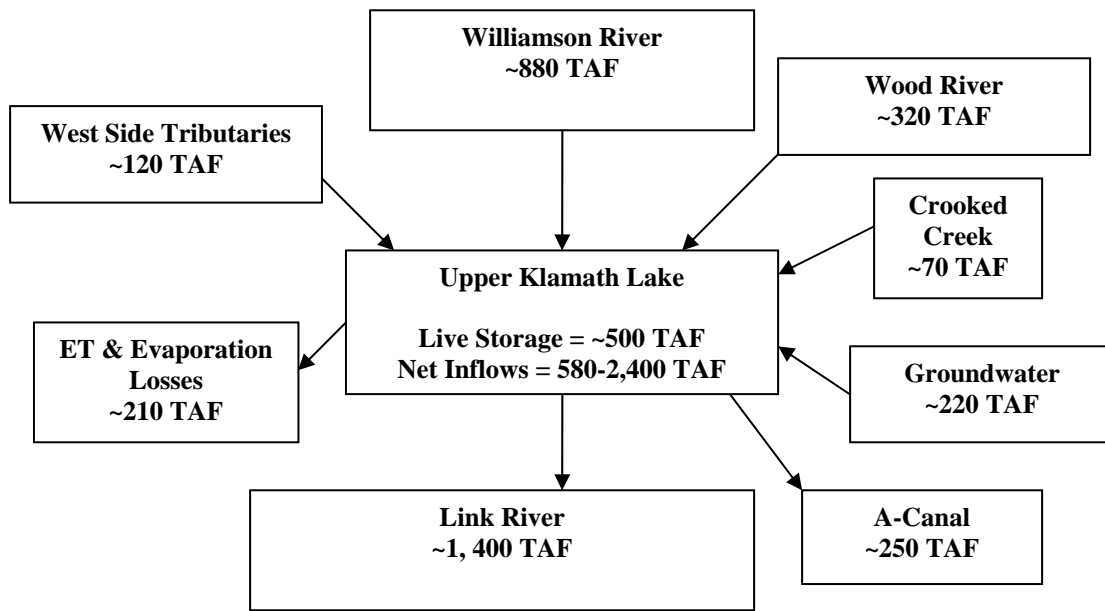 Williamson River
~880 TAF
Wood River
~320 TAF
West Side Tributaries
~120 TAF
Crooked
Creek
~70 TAF
Upper Klamath Lake
Live Storage = ~500 TAF
Net Inflows = 580-2,400 TAF
ET & Evaporation
Losses
~210 TAF
Groundwater
~220 TAF
Link River
~1, 400 TAF
A-Canal
~250 TAF